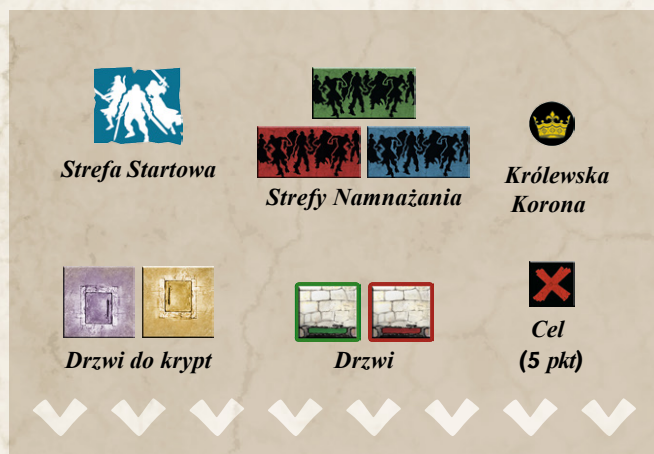 Strefa Startowa
Strefy Namnażania
Królewska
Korona
Drzwi do krypt
Drzwi
Cel
(5 pkt)